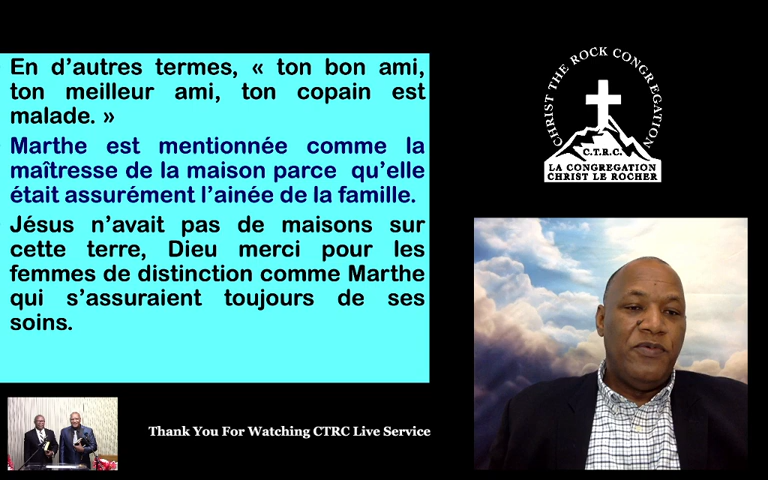 En d’autres termes, « ton bon ami,
ton meilleur ami, ton copain est
malade. »
Marthe est mentionnée comme la
maîtresse de la maison parce qu’elle
était assurément l’ainée de la famille.
Jésus n’avait pas de maisons sur
cette terre, Dieu merci pour les
femmes de distinction comme Marthe
qui s’assuraient toujours de ses
soins.
CHRIST THE ROCK CONGREGATION
C.T.R.C.
LA CONGREGATION
CHRIST LE ROCHER
Thank You For Watching CTRC Live Service